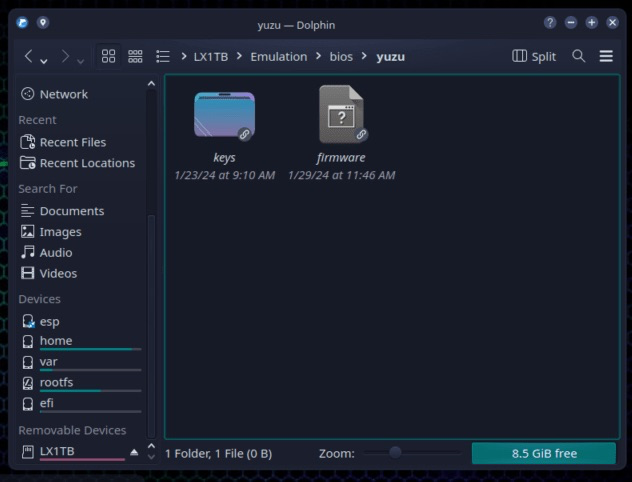 yuzu — Dolphin
LX1TB > Emulation > bios > yuzu
Split
Network
Recent
Recent Files
Recent Locations
Search For
Documents
Images
Audio
Videos
Devices
esp
home
var
rootfs
efi
Removable Devices
LX1TB
keys
1/23/24 at 9:10 AM
?
firmware
1/29/24 at 11:46 AM
1 Folder, 1 File (0 B)
Zoom:
8.5 GiB free